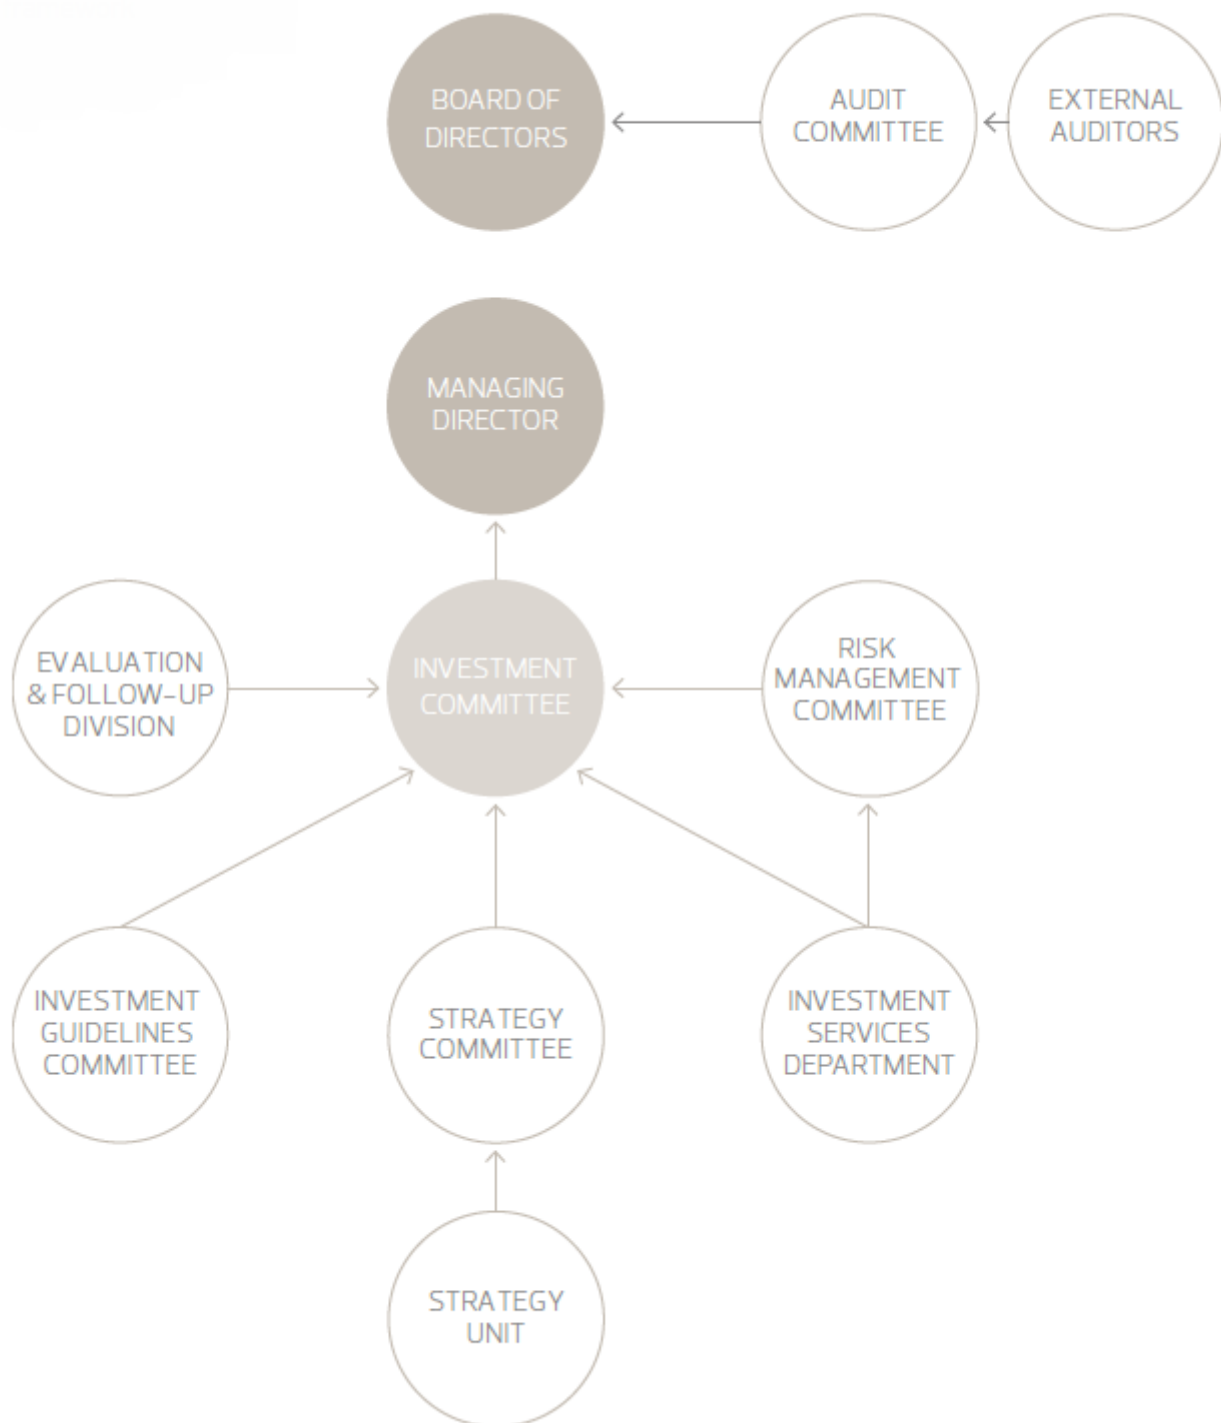 BOARD OF
DIRECTORS
AUDIT
COMMITTEE
EXTERNAL
AUDITORS
MANAGING
DIRECTOR
EVALUATION
& FOLLOW-UP
DIVISION
INVESTMENT
COMMITTEE
RISK
MANAGEMENT
COMMITTEE
INVESTMENT
GUIDELINES
COMMITTEE
STRATEGY
COMMITTEE
INVESTMENT
SERVICES
DEPARTMENT
STRATEGY
UNIT